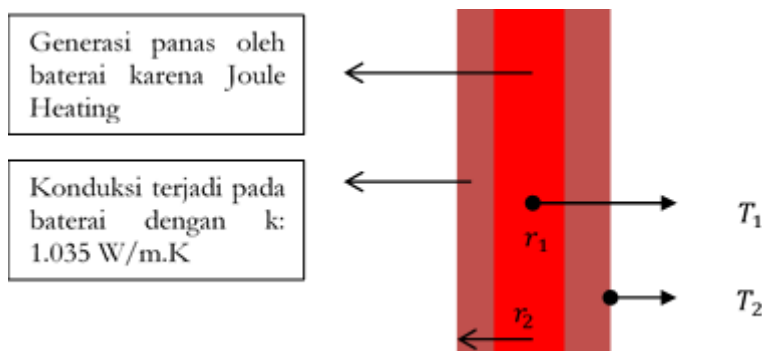 Generasi panas oleh
baterai karena Joule
Heating
Konduksi terjadi pada
baterai dengan k:
1.035 W/m.K
r₁
T₁
r₂
T₂